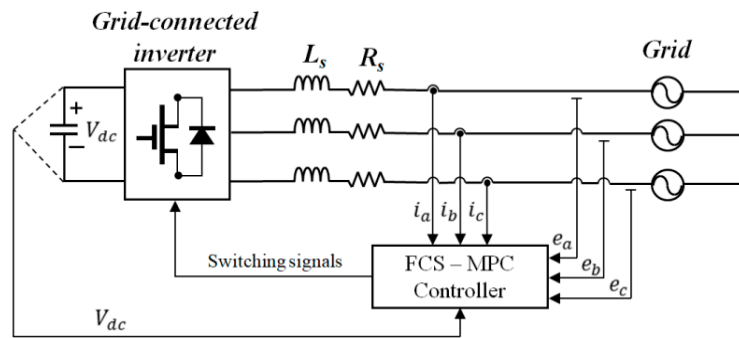 Grid-connected
inverter
L_s
R_s
Grid
+
V_dc
−
i_a i_b i_c
e_a
e_b
e_c
Switching signals
FCS – MPC
Controller
V_dc